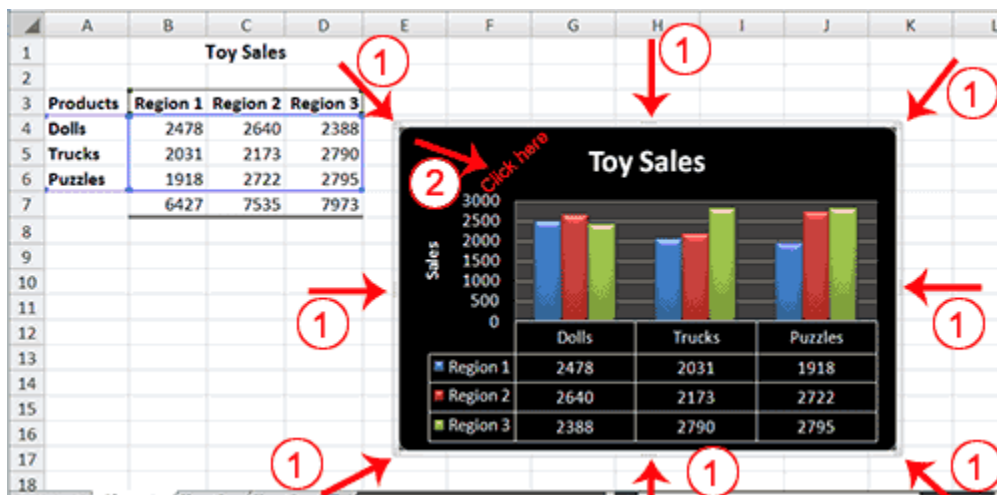 A B C D E F G H I J K L
1 Toy Sales
2
3 Products Region 1 Region 2 Region 3
4 Dolls 2478 2640 2388
5 Trucks 2031 2173 2790
6 Puzzles 1918 2722 2795
7 6427 7535 7973
8
9
10
11
12
13
14
15
16
17
18
1 1 1
2 Click here
Toy Sales
Sales
3000
2500
2000
1500
1000
500
0
Dolls Trucks Puzzles
Region 1 2478 2031 1918
Region 2 2640 2173 2722
Region 3 2388 2790 2795
1 1
1 1 1